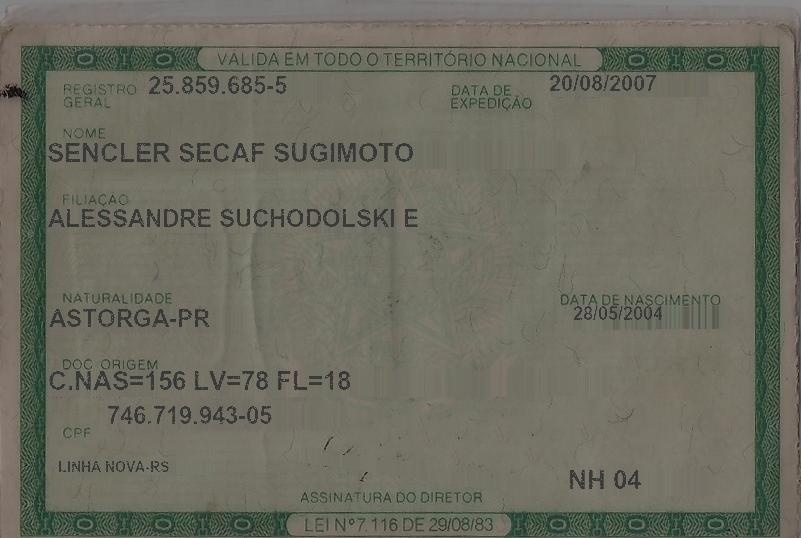 VÁLIDA EM TODO O TERRITÓRIO NACIONAL
REGISTRO GERAL 25.859.685-5 DATA DE EXPEDIÇÃO 20/08/2007
NOME
SENCLER SECAF SUGIMOTO
FILIAÇÃO
ALESSANDRE SUCHODOLSKI E
NATURALIDADE DATA DE NASCIMENTO
ASTORGA-PR 28/05/2004
DOC ORIGEM
C.NAS=156 LV=78 FL=18
746.719.943-05
CPF
LINHA NOVA-RS
NH 04
ASSINATURA DO DIRETOR
LEI Nº 7.116 DE 29/08/83